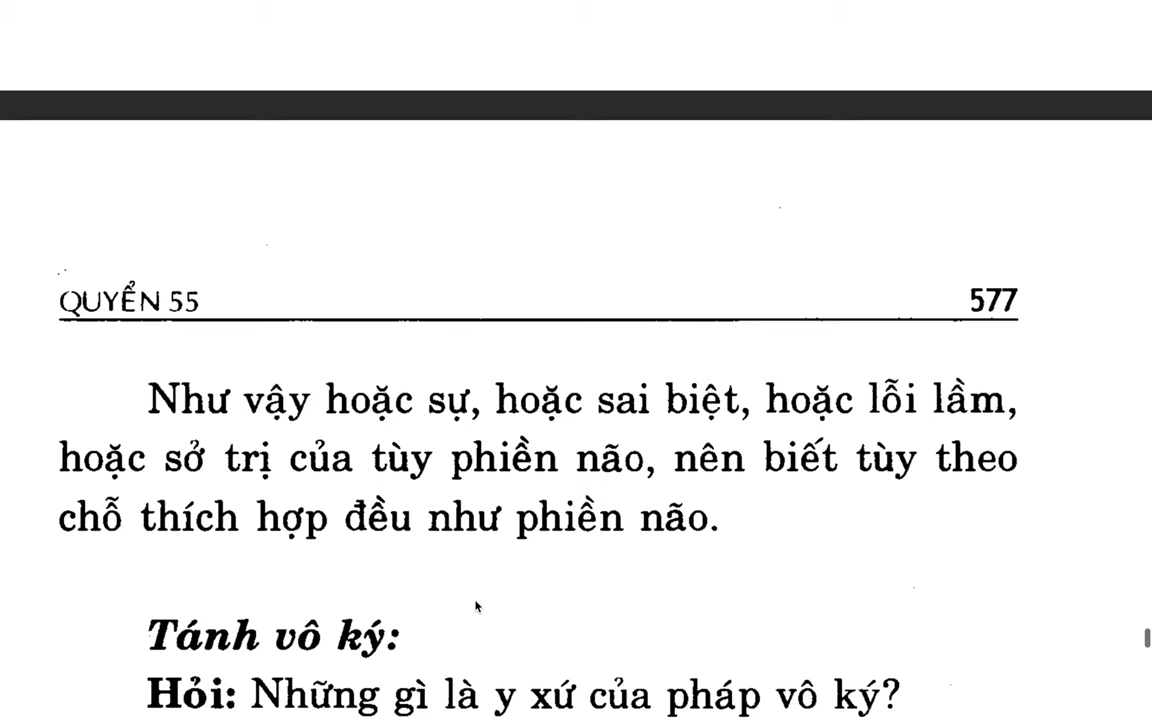 QUYỂN 55 577
Như vậy hoặc sự, hoặc sai biệt, hoặc lỗi lầm,
hoặc sở trị của tùy phiền não, nên biết tùy theo
chỗ thích hợp đều như phiền não.
Tánh vô ký:
Hỏi: Những gì là y xứ của pháp vô ký?